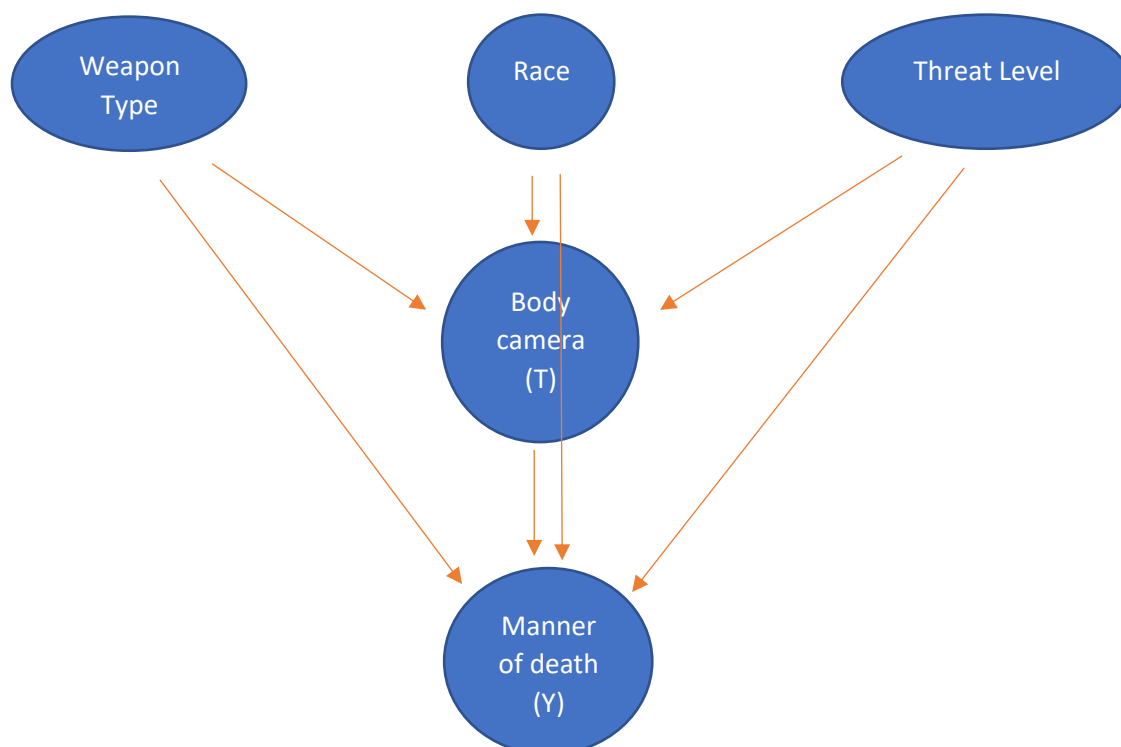 Weapon
Type
Race
Threat Level
Body
camera
(T)
Manner
of death
(Y)